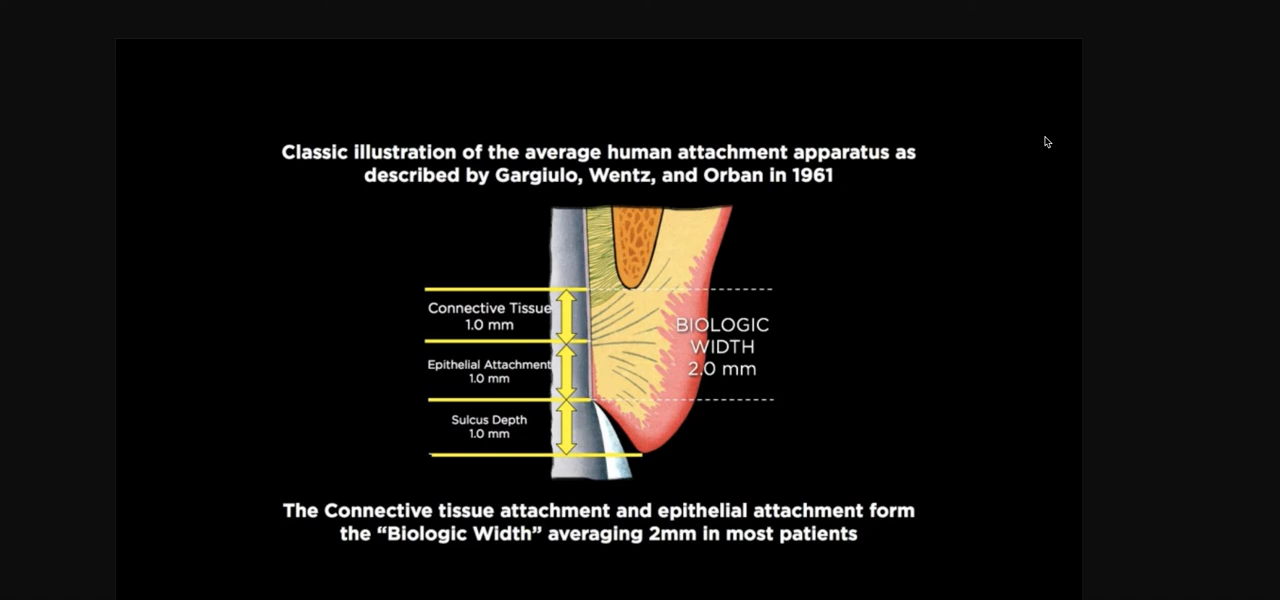 Classic illustration of the average human attachment apparatus as
described by Gargiulo, Wentz, and Orban in 1961
Connective Tissue
1.0 mm
Epithelial Attachment
1.0 mm
Sulcus Depth
1.0 mm
BIOLOGIC
WIDTH
2.0 mm
The Connective tissue attachment and epithelial attachment form
the “Biologic Width” averaging 2mm in most patients